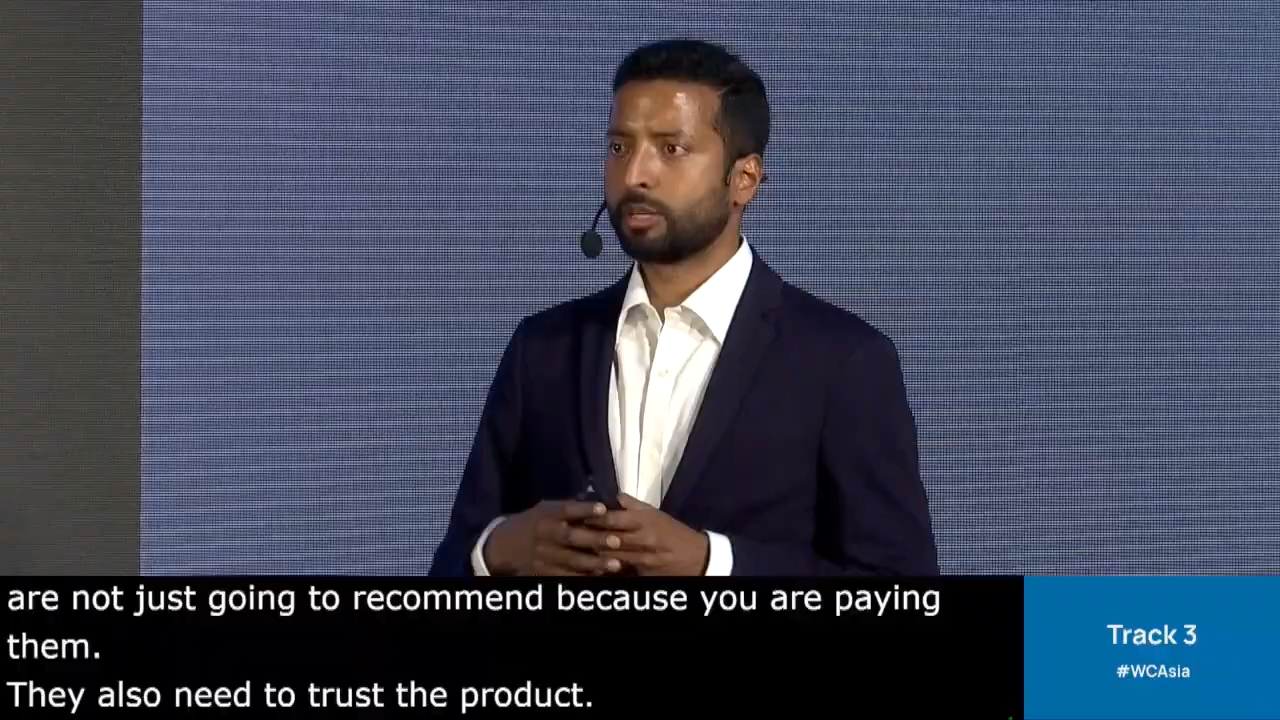 are not just going to recommend because you are paying
them.
They also need to trust the product.
Track 3
#WCAsia